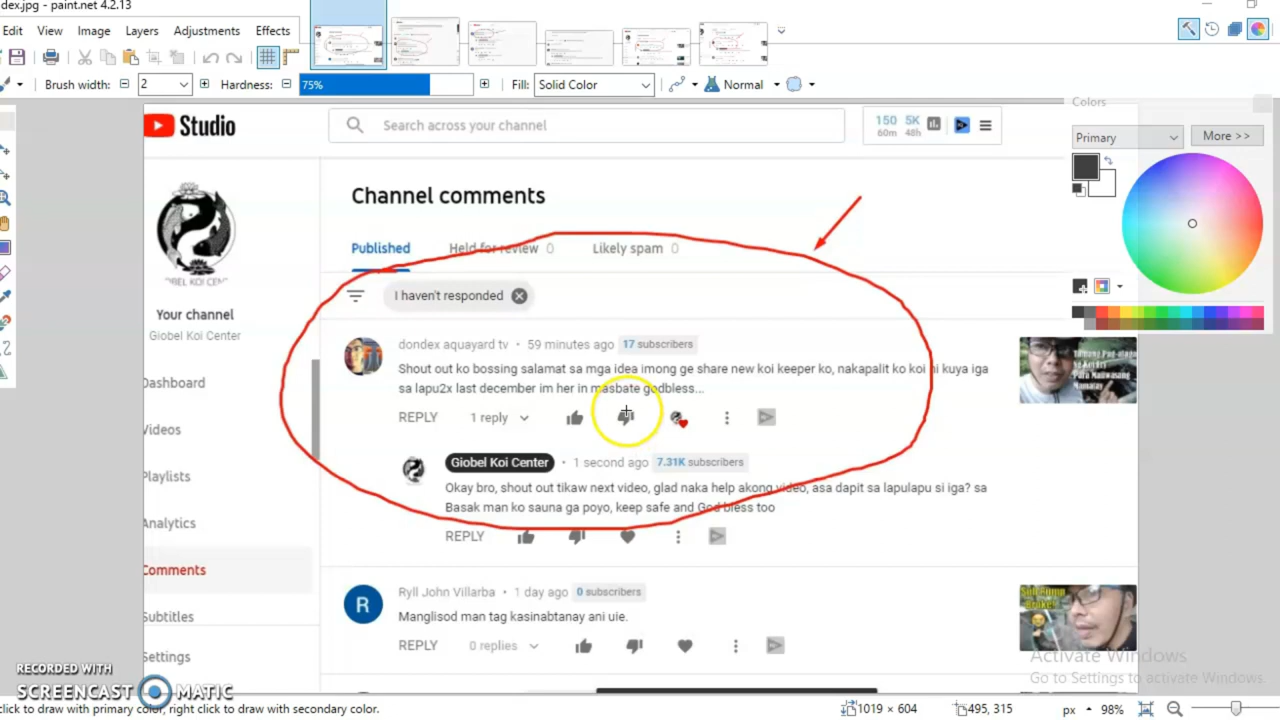 dex.jpg - paint.net 4.2.13
Edit View Image Layers Adjustments Effects
Brush width: 2 Hardness: 75% Fill: Solid Color Normal
Colors
Primary More >>
Studio
Search across your channel
150 5K
60m 48h
Channel comments
Published Held for review 0 Likely spam 0
I haven't responded
GIOBEL KOI CEN
Your channel
Giobel Koi Center
Dashboard
Videos
Playlists
Analytics
Comments
Subtitles
Settings
dondex aquayard tv • 59 minutes ago 17 subscribers
Shout out ko bossing salamat sa mga idea imong ge share new koi keeper ko, nakapalit ko koi ni kuya iga
sa lapu2x last december im her in masbate godbless...
REPLY 1 reply
Giobel Koi Center • 1 second ago 7.31K subscribers
Okay bro, shout out tikaw next video, glad naka help akong video, asa dapit sa lapulapu si iga? sa
Basak man ko sauna ga poyo, keep safe and God bless too
REPLY
R
Ryll John Villarba • 1 day ago 0 subscribers
Manglisod man tag kasinabtanay ani uie.
REPLY 0 replies
Activate Windows
Go to Settings to activate Windows.
RECORDED WITH
SCREENCAST MATIC
click to draw with primary color, right click to draw with secondary color.
1019 × 604 495, 315 px 98%